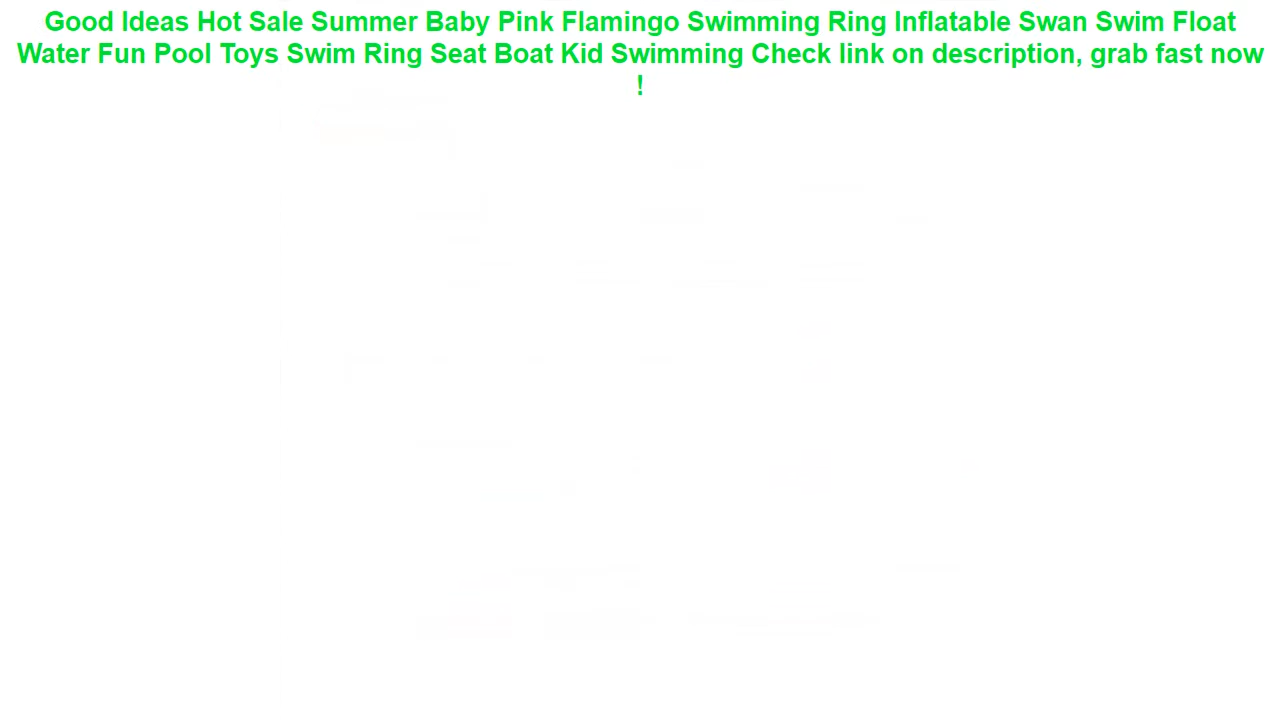 Good Ideas Hot Sale Summer Baby Pink Flamingo Swimming Ring Inflatable Swan Swim Float
Water Fun Pool Toys Swim Ring Seat Boat Kid Swimming Check link on description, grab fast now
!